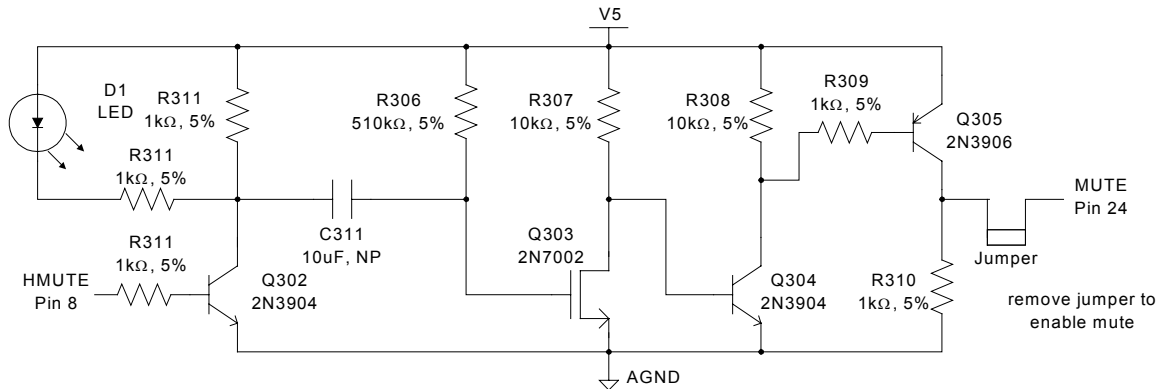 V5
D1
LED
R311
1kΩ, 5%
R306
510kΩ, 5%
R307
10kΩ, 5%
R308
10kΩ, 5%
R309
1kΩ, 5%
Q305
2N3906
R311
1kΩ, 5%
MUTE
Pin 24
R311
1kΩ, 5%
C311
10uF, NP
Q303
2N7002
Jumper
HMUTE
Pin 8
Q302
2N3904
Q304
2N3904
R310
1kΩ, 5%
remove jumper to
enable mute
AGND